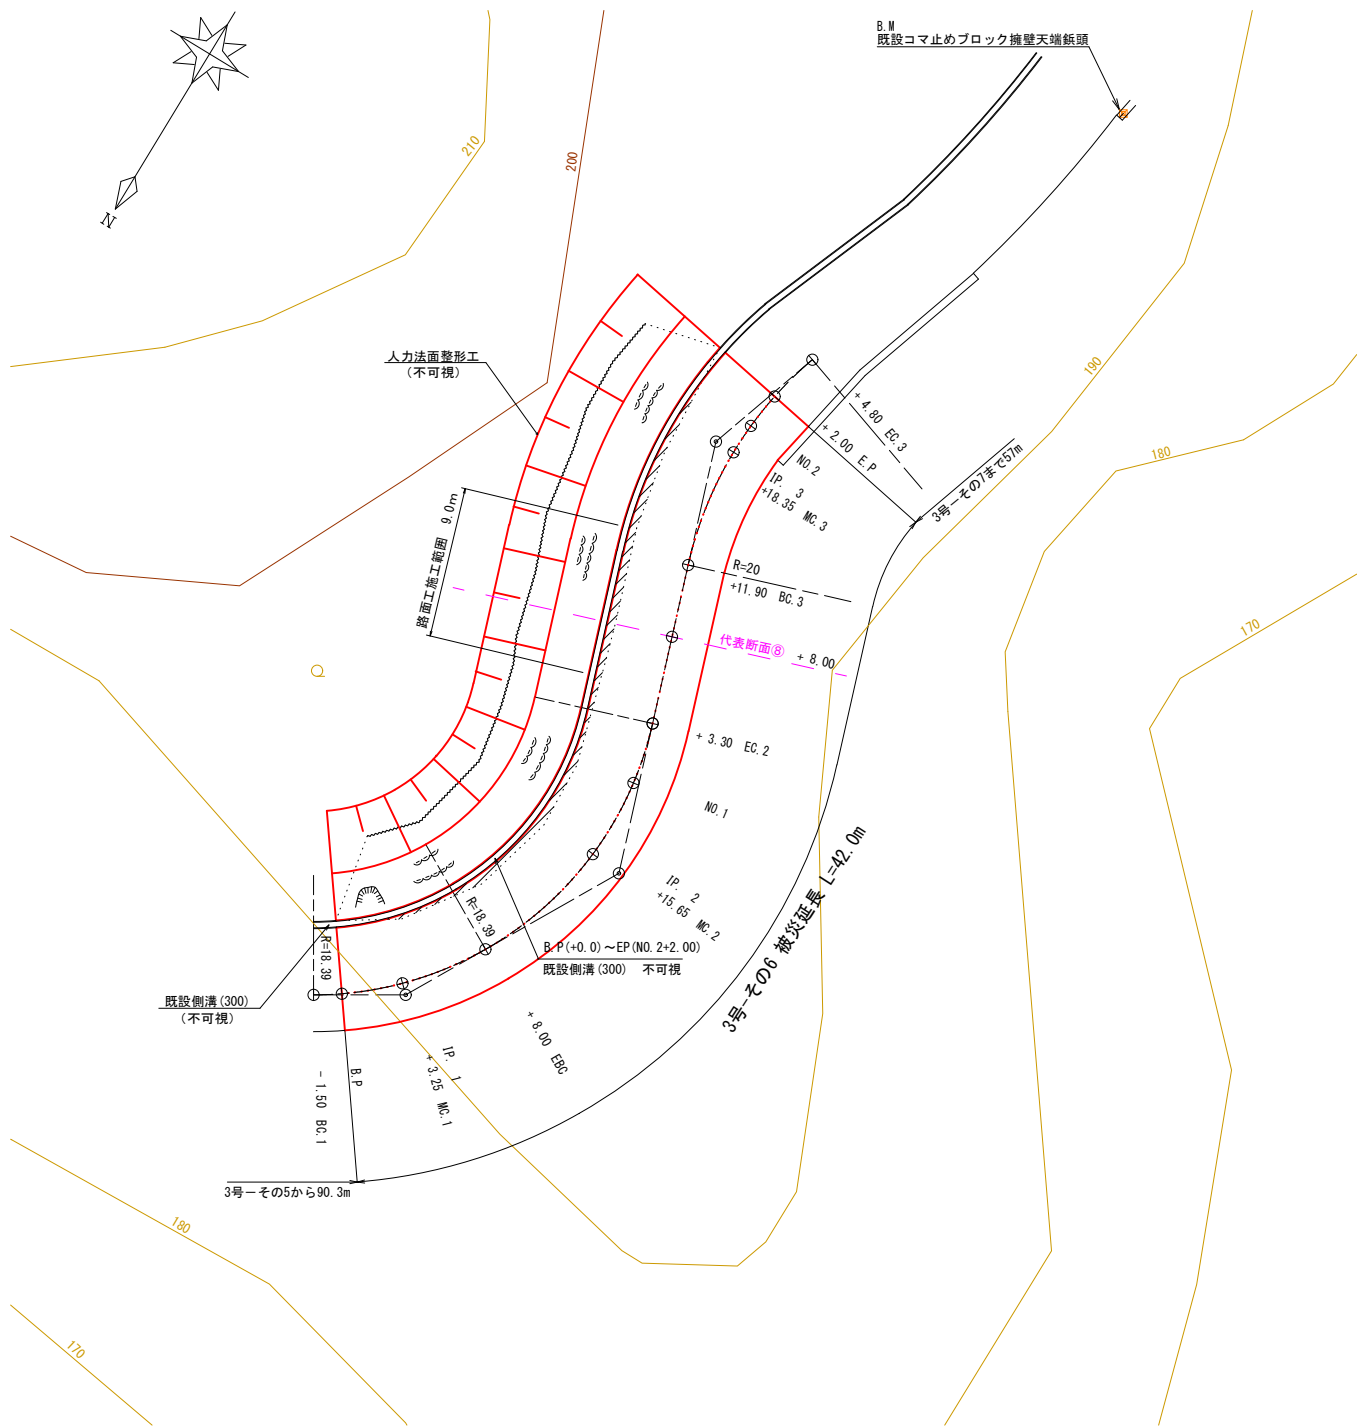 B.M
既設コマ止めブロック擁壁天端鋲頭
N
210
200
190
180
170
人力法面整形工
(不可視)
路面工施工範囲 9.0m
+ 4.80 EC.3
+ 2.00 E.P
NO.2
IP. 3
+18.35 MC.3
3号-その7まで57m
R=20
+11.90 BC.3
代表断面⑧
+ 8.00
+ 3.30 EC.2
NO.1
IP. 2
+15.65 MC.2
3号-その6 被災延長 L=42.0m
R=18.39
B.P(+0.0)～EP(NO.2+2.00)
既設側溝(300) 不可視
R=18.39
既設側溝(300)
(不可視)
+ 8.00 EBC
IP. 1
+ 3.25 MC.1
B.P
- 1.50 BC.1
3号-その5から90.3m
180
170